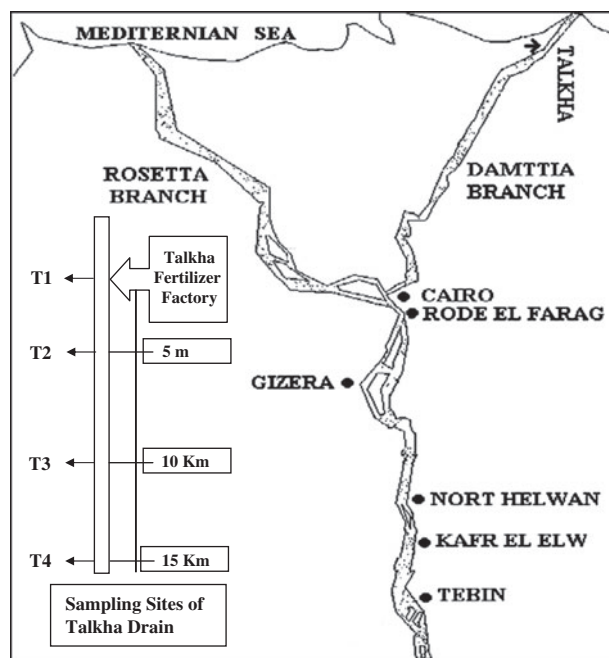 MEDITERNIAN SEA
TALKHA
ROSETTA
BRANCH
DAMTTIA
BRANCH
Talkha
Fertilizer
Factory
T1
CAIRO
RODE EL FARAG
T2
5 m
GIZERA
T3
10 Km
NORT HELWAN
KAFR EL ELW
T4
15 Km
TEBIN
Sampling Sites of
Talkha Drain